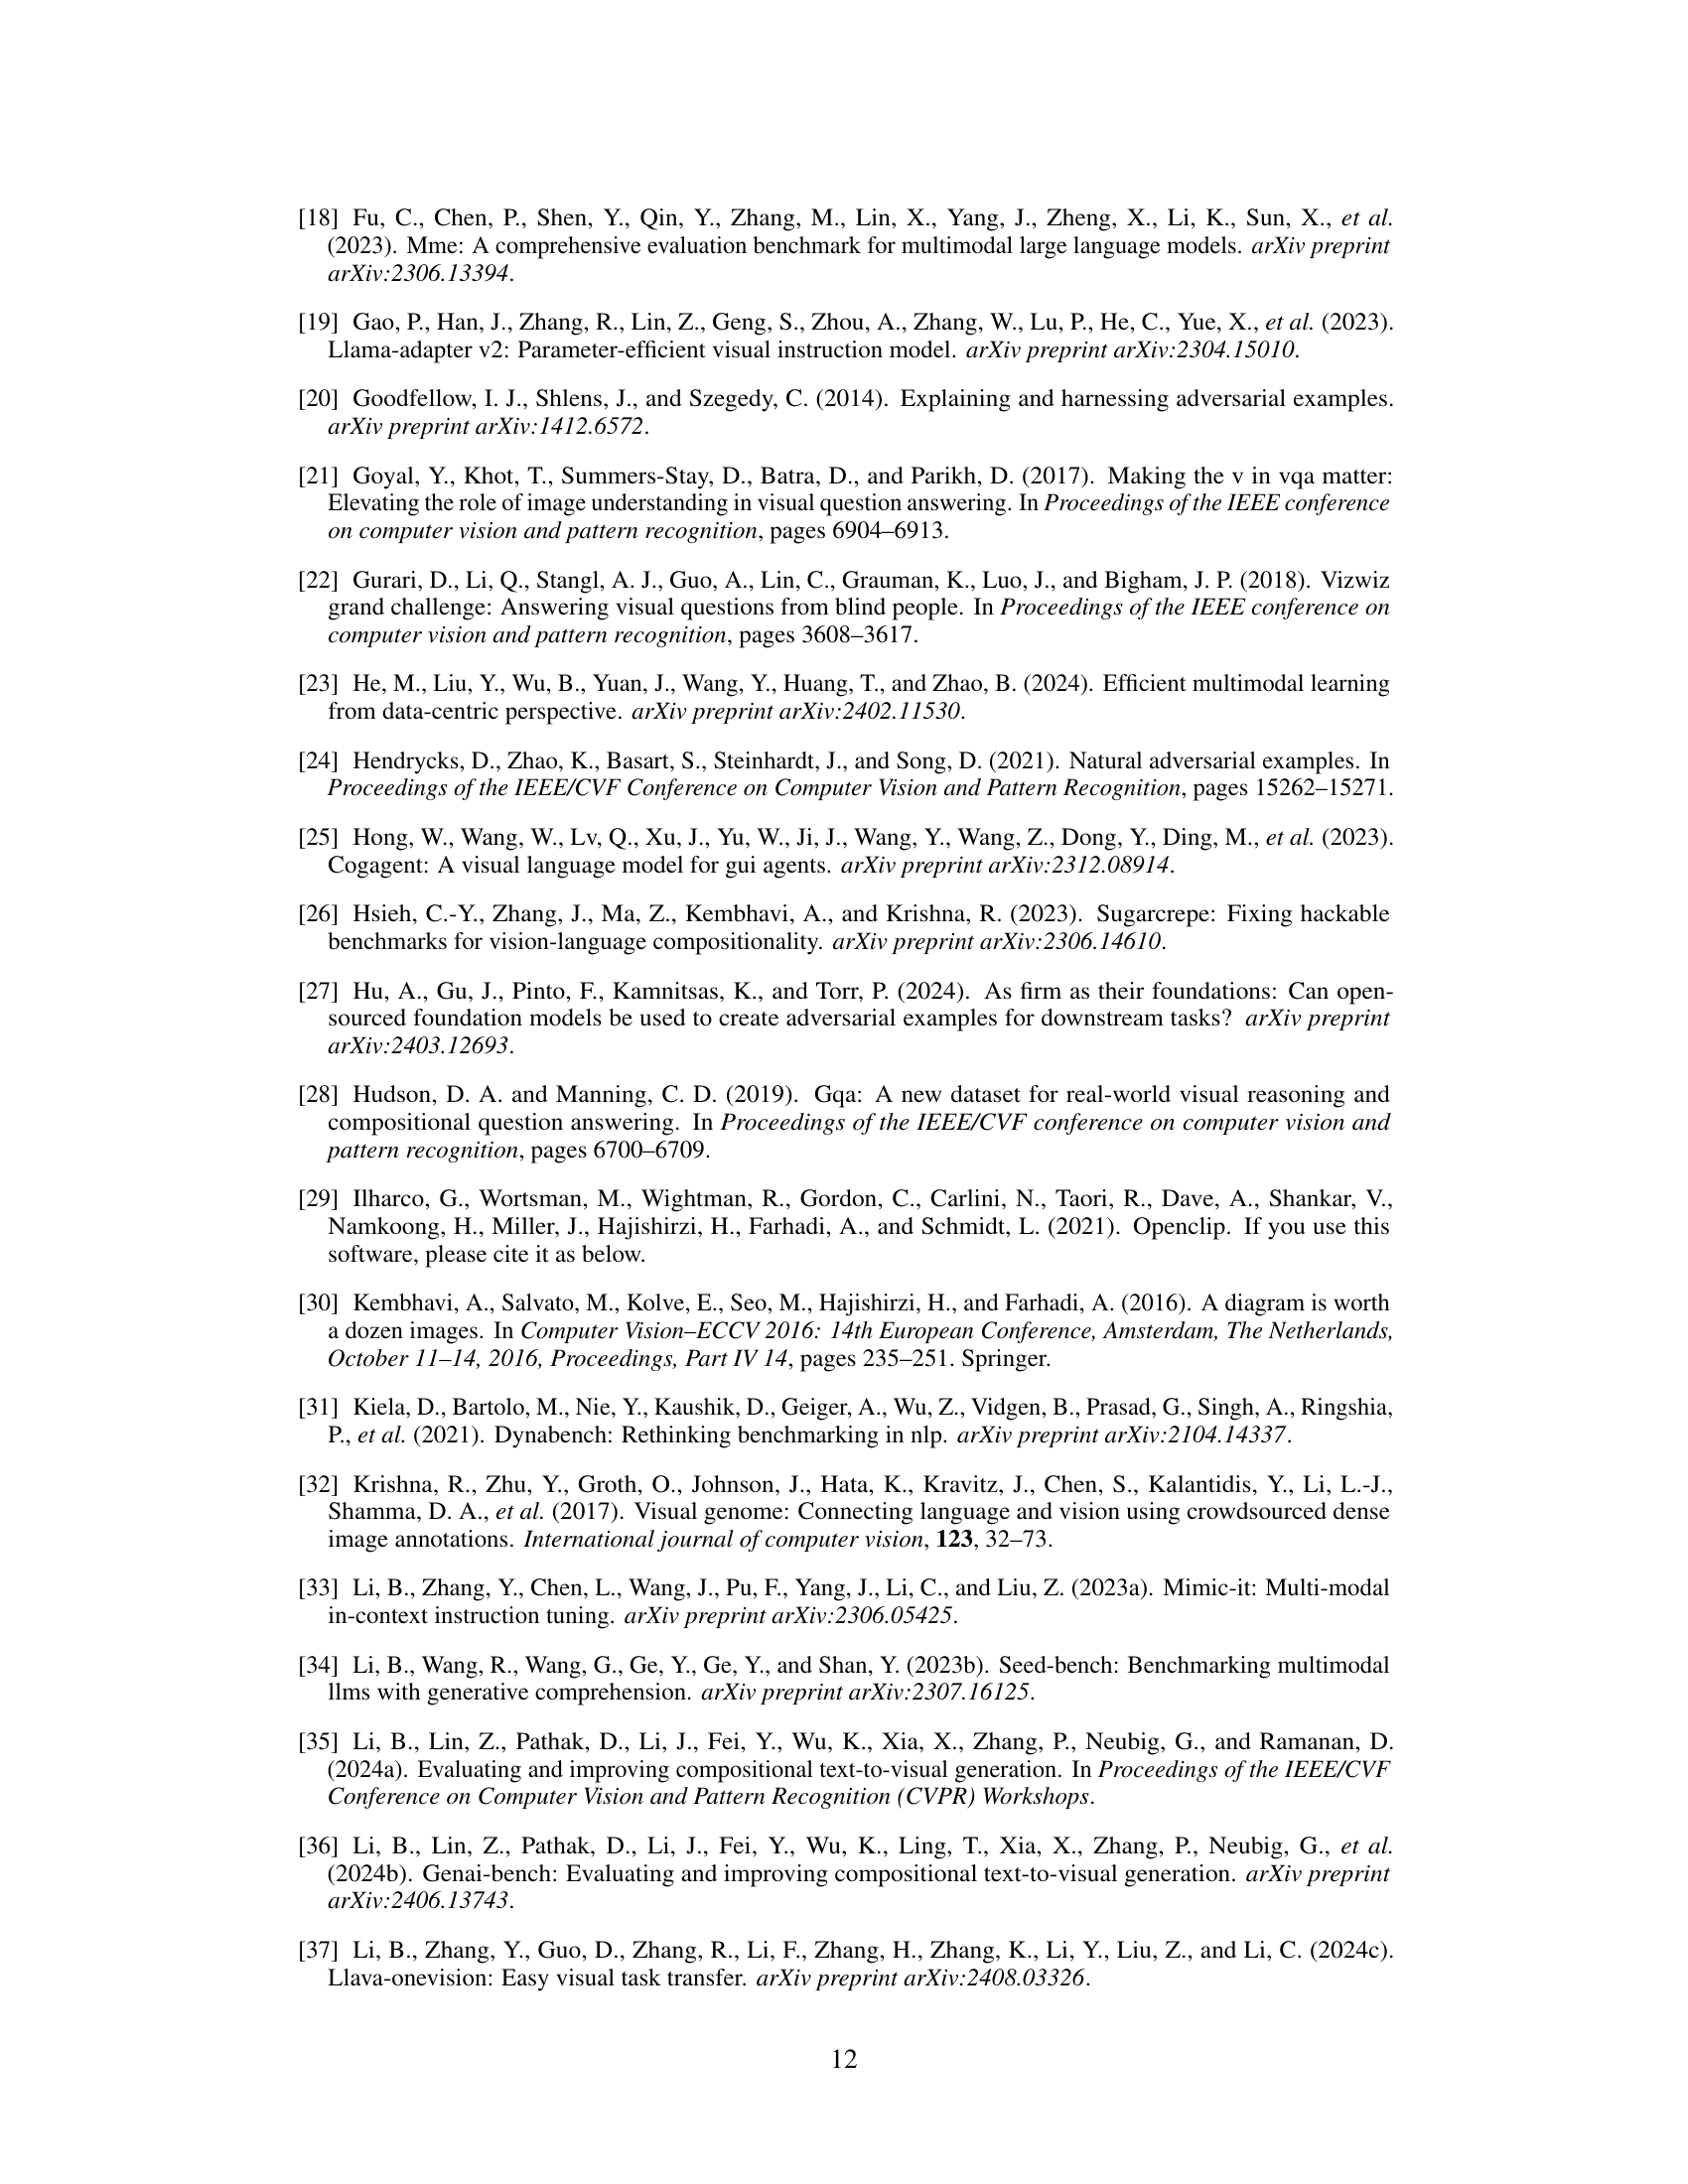 [18] Fu, C., Chen, P., Shen, Y., Qin, Y., Zhang, M., Lin, X., Yang, J., Zheng, X., Li, K., Sun, X., et al.
(2023). Mme: A comprehensive evaluation benchmark for multimodal large language models. arXiv preprint
arXiv:2306.13394.
[19] Gao, P., Han, J., Zhang, R., Lin, Z., Geng, S., Zhou, A., Zhang, W., Lu, P., He, C., Yue, X., et al. (2023).
Llama-adapter v2: Parameter-efficient visual instruction model. arXiv preprint arXiv:2304.15010.
[20] Goodfellow, I. J., Shlens, J., and Szegedy, C. (2014). Explaining and harnessing adversarial examples.
arXiv preprint arXiv:1412.6572.
[21] Goyal, Y., Khot, T., Summers-Stay, D., Batra, D., and Parikh, D. (2017). Making the v in vqa matter:
Elevating the role of image understanding in visual question answering. In Proceedings of the IEEE conference
on computer vision and pattern recognition, pages 6904–6913.
[22] Gurari, D., Li, Q., Stangl, A. J., Guo, A., Lin, C., Grauman, K., Luo, J., and Bigham, J. P. (2018). Vizwiz
grand challenge: Answering visual questions from blind people. In Proceedings of the IEEE conference on
computer vision and pattern recognition, pages 3608–3617.
[23] He, M., Liu, Y., Wu, B., Yuan, J., Wang, Y., Huang, T., and Zhao, B. (2024). Efficient multimodal learning
from data-centric perspective. arXiv preprint arXiv:2402.11530.
[24] Hendrycks, D., Zhao, K., Basart, S., Steinhardt, J., and Song, D. (2021). Natural adversarial examples. In
Proceedings of the IEEE/CVF Conference on Computer Vision and Pattern Recognition, pages 15262–15271.
[25] Hong, W., Wang, W., Lv, Q., Xu, J., Yu, W., Ji, J., Wang, Y., Wang, Z., Dong, Y., Ding, M., et al. (2023).
Cogagent: A visual language model for gui agents. arXiv preprint arXiv:2312.08914.
[26] Hsieh, C.-Y., Zhang, J., Ma, Z., Kembhavi, A., and Krishna, R. (2023). Sugarcrepe: Fixing hackable
benchmarks for vision-language compositionality. arXiv preprint arXiv:2306.14610.
[27] Hu, A., Gu, J., Pinto, F., Kamnitsas, K., and Torr, P. (2024). As firm as their foundations: Can open-
sourced foundation models be used to create adversarial examples for downstream tasks? arXiv preprint
arXiv:2403.12693.
[28] Hudson, D. A. and Manning, C. D. (2019). Gqa: A new dataset for real-world visual reasoning and
compositional question answering. In Proceedings of the IEEE/CVF conference on computer vision and
pattern recognition, pages 6700–6709.
[29] Ilharco, G., Wortsman, M., Wightman, R., Gordon, C., Carlini, N., Taori, R., Dave, A., Shankar, V.,
Namkoong, H., Miller, J., Hajishirzi, H., Farhadi, A., and Schmidt, L. (2021). Openclip. If you use this
software, please cite it as below.
[30] Kembhavi, A., Salvato, M., Kolve, E., Seo, M., Hajishirzi, H., and Farhadi, A. (2016). A diagram is worth
a dozen images. In Computer Vision–ECCV 2016: 14th European Conference, Amsterdam, The Netherlands,
October 11–14, 2016, Proceedings, Part IV 14, pages 235–251. Springer.
[31] Kiela, D., Bartolo, M., Nie, Y., Kaushik, D., Geiger, A., Wu, Z., Vidgen, B., Prasad, G., Singh, A., Ringshia,
P., et al. (2021). Dynabench: Rethinking benchmarking in nlp. arXiv preprint arXiv:2104.14337.
[32] Krishna, R., Zhu, Y., Groth, O., Johnson, J., Hata, K., Kravitz, J., Chen, S., Kalantidis, Y., Li, L.-J.,
Shamma, D. A., et al. (2017). Visual genome: Connecting language and vision using crowdsourced dense
image annotations. International journal of computer vision, 123, 32–73.
[33] Li, B., Zhang, Y., Chen, L., Wang, J., Pu, F., Yang, J., Li, C., and Liu, Z. (2023a). Mimic-it: Multi-modal
in-context instruction tuning. arXiv preprint arXiv:2306.05425.
[34] Li, B., Wang, R., Wang, G., Ge, Y., Ge, Y., and Shan, Y. (2023b). Seed-bench: Benchmarking multimodal
llms with generative comprehension. arXiv preprint arXiv:2307.16125.
[35] Li, B., Lin, Z., Pathak, D., Li, J., Fei, Y., Wu, K., Xia, X., Zhang, P., Neubig, G., and Ramanan, D.
(2024a). Evaluating and improving compositional text-to-visual generation. In Proceedings of the IEEE/CVF
Conference on Computer Vision and Pattern Recognition (CVPR) Workshops.
[36] Li, B., Lin, Z., Pathak, D., Li, J., Fei, Y., Wu, K., Ling, T., Xia, X., Zhang, P., Neubig, G., et al.
(2024b). Genai-bench: Evaluating and improving compositional text-to-visual generation. arXiv preprint
arXiv:2406.13743.
[37] Li, B., Zhang, Y., Guo, D., Zhang, R., Li, F., Zhang, H., Zhang, K., Li, Y., Liu, Z., and Li, C. (2024c).
Llava-onevision: Easy visual task transfer. arXiv preprint arXiv:2408.03326.
12